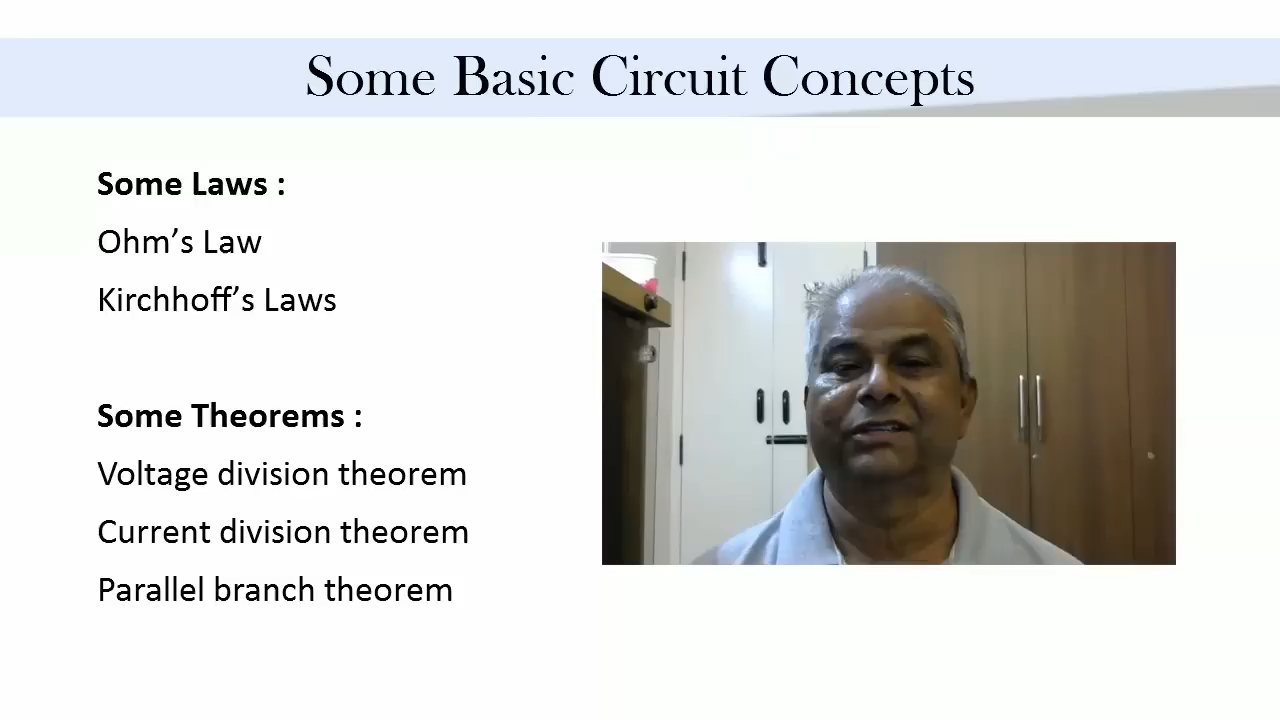 Some Basic Circuit Concepts
Some Laws :
Ohm’s Law
Kirchhoff’s Laws
Some Theorems :
Voltage division theorem
Current division theorem
Parallel branch theorem